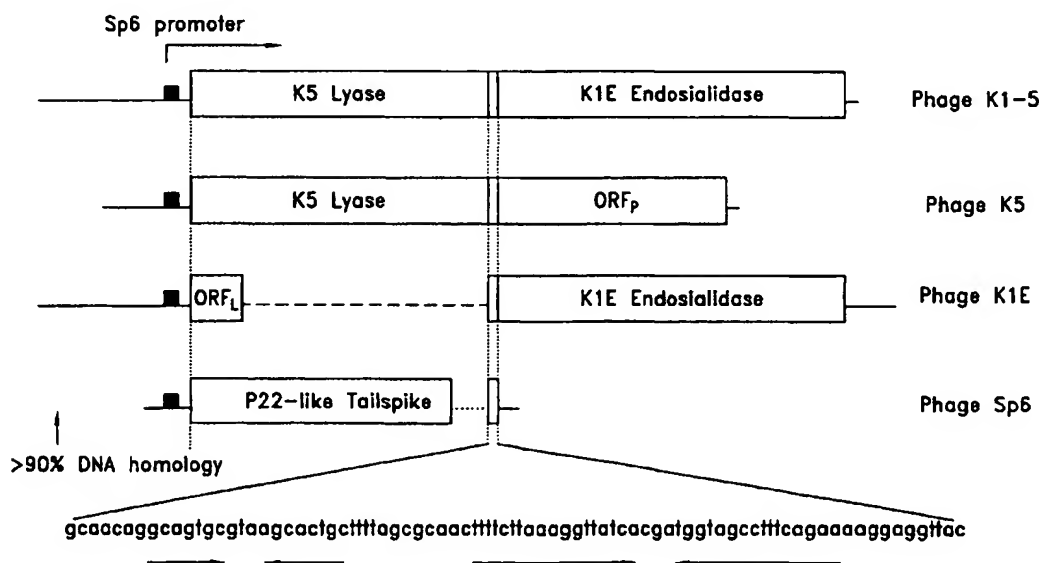 Sp6 promoter
K5 Lyase K1E Endosialidase Phage K1-5
K5 Lyase ORFP Phage K5
ORFL K1E Endosialidase Phage K1E
P22-like Tailspike Phage Sp6
>90% DNA homology
gcaacaggcagtgcgtaagcactgcttttagcgcaacttttcttaaaggttatcacgatggtagcctttcagaaaaggaggttac